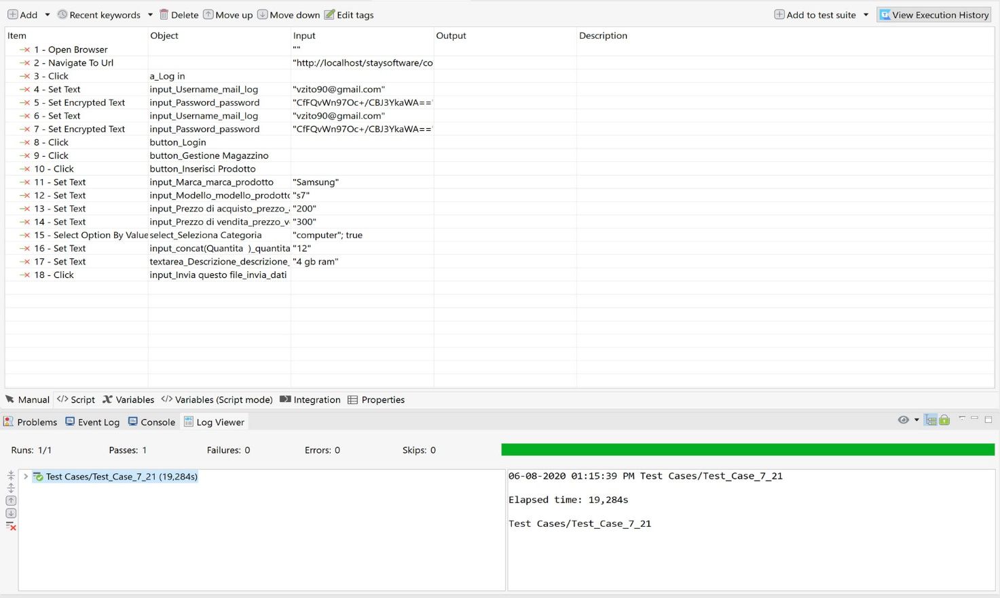 Add Recent keywords Delete Move up Move down Edit tags Add to test suite View Execution History
Item Object Input Output Description
1 - Open Browser ""
2 - Navigate To Url "http://localhost/staysoftware/co
3 - Click a_Log in
4 - Set Text input_Username_mail_log "vzito90@gmail.com"
5 - Set Encrypted Text input_Password_password "CfFQvWn97Oc+/CBJ3YkaWA=="
6 - Set Text input_Username_mail_log "vzito90@gmail.com"
7 - Set Encrypted Text input_Password_password "CfFQvWn97Oc+/CBJ3YkaWA=="
8 - Click button_Login
9 - Click button_Gestione Magazzino
10 - Click button_Inserisci Prodotto
11 - Set Text input_Marca_marca_prodotto "Samsung"
12 - Set Text input_Modello_modello_prodotto "s7"
13 - Set Text input_Prezzo di acquisto_prezzo_a "200"
14 - Set Text input_Prezzo di vendita_prezzo_v "300"
15 - Select Option By Value select_Seleziona Categoria "computer"; true
16 - Set Text input_concat(Quantita )_quantita "12"
17 - Set Text textarea_Descrizione_descrizione_ "4 gb ram"
18 - Click input_Invia questo file_invia_dati
Manual Script Variables Variables (Script mode) Integration Properties
Problems Event Log Console Log Viewer
Runs: 1/1 Passes: 1 Failures: 0 Errors: 0 Skips: 0
Test Cases/Test_Case_7_21 (19,284s)
06-08-2020 01:15:39 PM Test Cases/Test_Case_7_21
Elapsed time: 19,284s
Test Cases/Test_Case_7_21